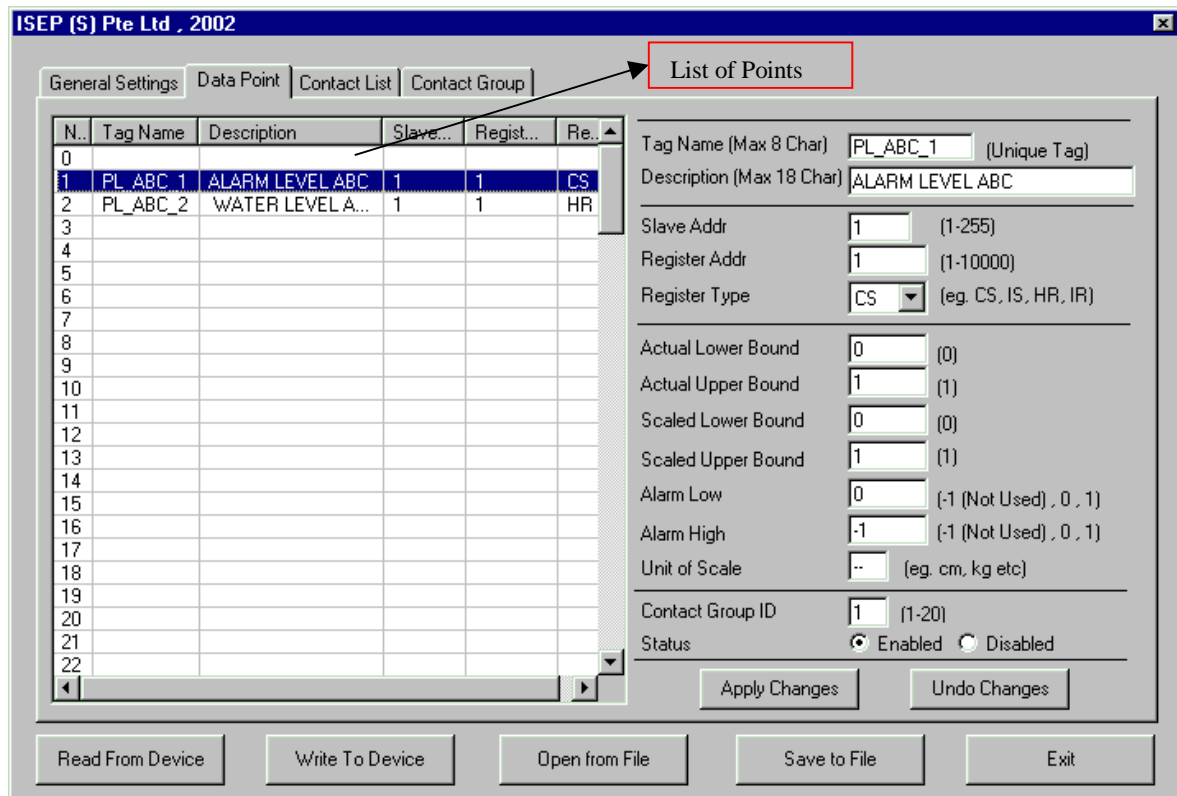 ISEP (S) Pte Ltd , 2002
List of Points
General Settings Data Point Contact List Contact Group
N.. Tag Name Description Slave... Regist... Re..
0
1 PL_ABC_1 ALARM LEVEL ABC 1 1 CS
2 PL_ABC_2 WATER LEVEL A... 1 1 HR
3
4
5
6
7
8
9
10
11
12
13
14
15
16
17
18
19
20
21
22
Tag Name (Max 8 Char) PL_ABC_1 (Unique Tag)
Description (Max 18 Char) ALARM LEVEL ABC
Slave Addr 1 (1-255)
Register Addr 1 (1-10000)
Register Type CS (eg. CS, IS, HR, IR)
Actual Lower Bound 0 (0)
Actual Upper Bound 1 (1)
Scaled Lower Bound 0 (0)
Scaled Upper Bound 1 (1)
Alarm Low 0 (-1 (Not Used) , 0 , 1)
Alarm High -1 (-1 (Not Used) , 0 , 1)
Unit of Scale -- (eg. cm, kg etc)
Contact Group ID 1 (1-20)
Status Enabled Disabled
Apply Changes Undo Changes
Read From Device Write To Device Open from File Save to File Exit